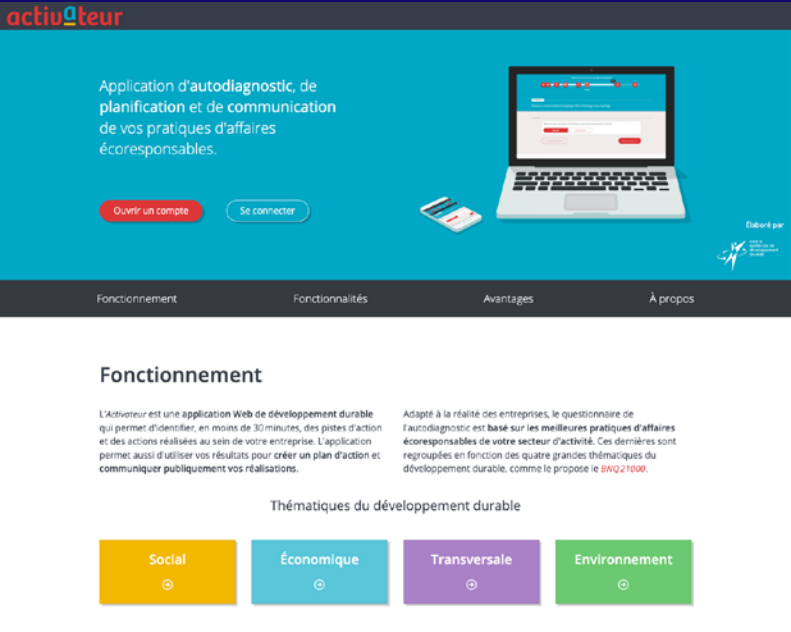 activateur
Application d'autodiagnostic, de
planification et de communication
de vos pratiques d'affaires
écoresponsables.
Ouvrir un compte
Se connecter
Élaboré par
Fonctionnement
Fonctionnalités
Avantages
À propos
Fonctionnement
L'Activateur est une application Web de développement durable
qui permet d'identifier, en moins de 30 minutes, des pistes d'action
et des actions réalisées au sein de votre entreprise. L'application
permet aussi d'utiliser vos résultats pour créer un plan d'action et
communiquer publiquement vos réalisations.
Adapté à la réalité des entreprises, le questionnaire de
l'autodiagnostic est basé sur les meilleures pratiques d'affaires
écoresponsables de votre secteur d'activité. Ces dernières sont
regroupées en fonction des quatre grandes thématiques du
développement durable, comme le propose le BNQ21000.
Thématiques du développement durable
Social
Économique
Transversale
Environnement